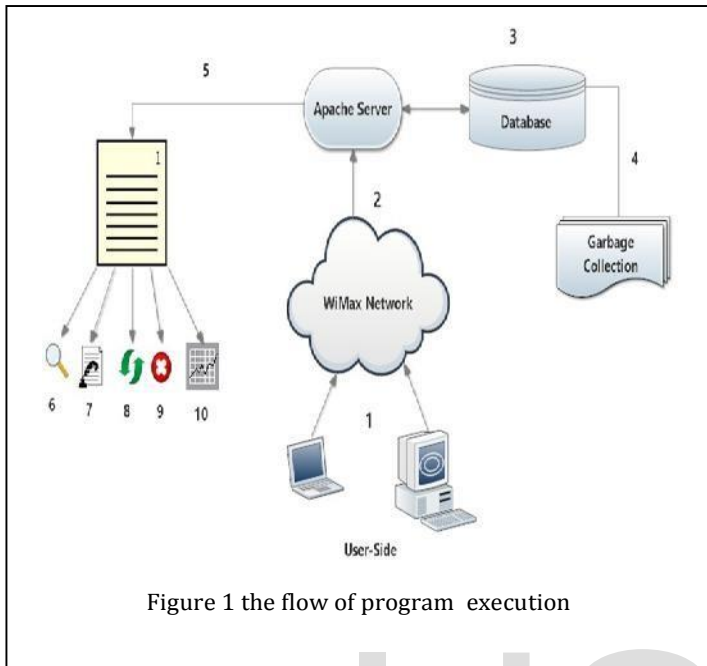 3
5
Apache Server
Database
4
1
2
Garbage
Collection
WiMax Network
6
7
8
9
10
1
User-Side
Figure 1 the flow of program execution